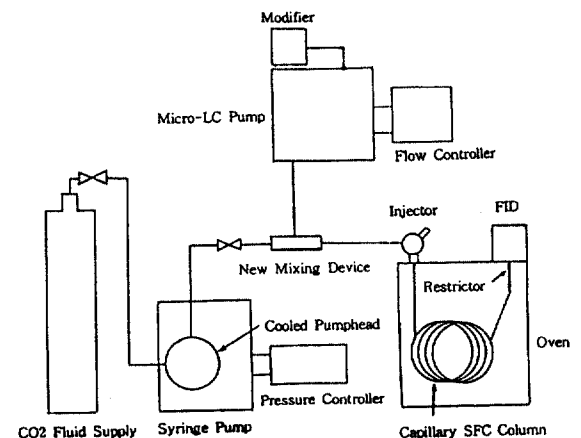 Modifier
Micro-LC Pump
Flow Controller
Injector
FID
New Mixing Device
Restrictor
Cooled Pumphead
Oven
Pressure Controller
CO2 Fluid Supply
Syringe Pump
Capillary SFC Column